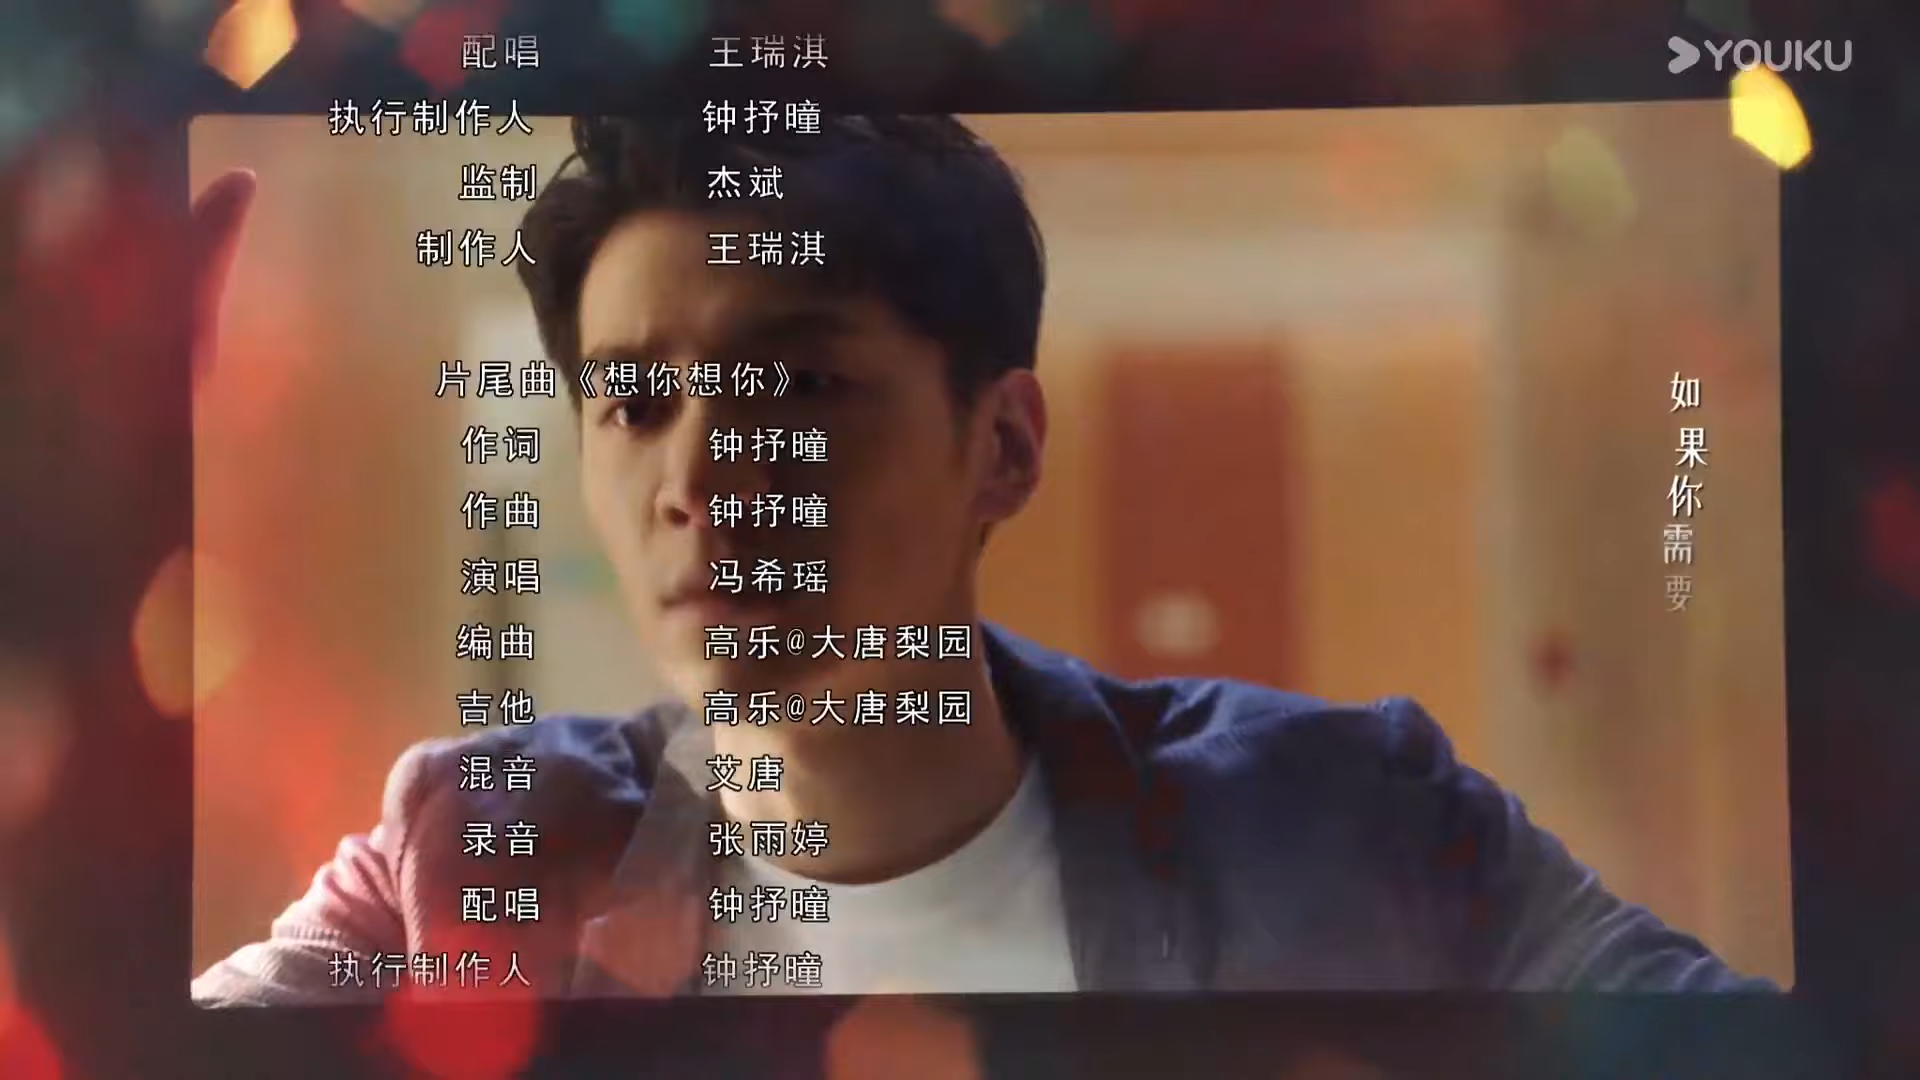 YOUKU
配唱 王瑞淇
执行制作人 钟抒曈
监制 杰斌
制作人 王瑞淇
片尾曲《想你想你》
作词 钟抒曈
作曲 钟抒曈
演唱 冯希瑶
编曲 高乐@大唐梨园
吉他 高乐@大唐梨园
混音 艾唐
录音 张雨婷
配唱 钟抒曈
执行制作人 钟抒曈
如果你需要